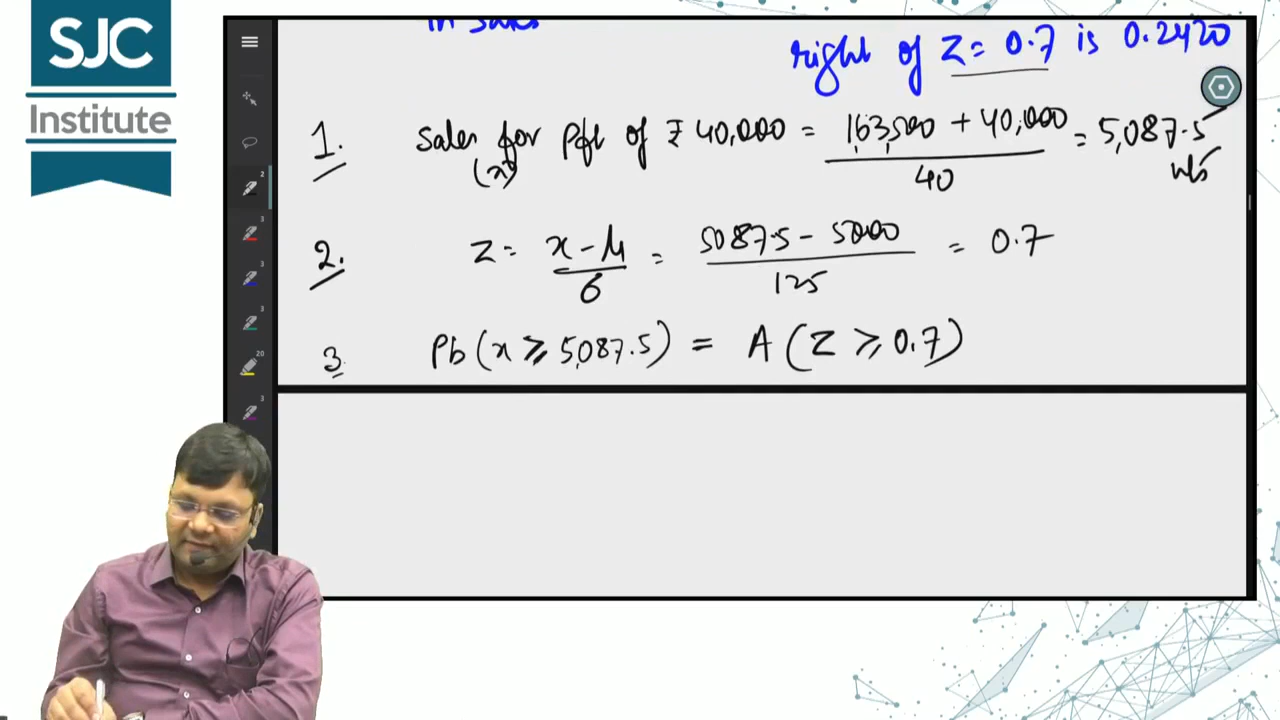 SJC
Institute
in sales
right of Z = 0.7 is 0.2420
1. Sales for pft of ₹ 40,000 = 163,500 + 40,000 / 40 = 5,087.5
(x)
2. Z = x - μ / σ = 5087.5 - 5000 / 125 = 0.7
3. Pb (x ⩾ 5,087.5) = A (Z ⩾ 0.7)